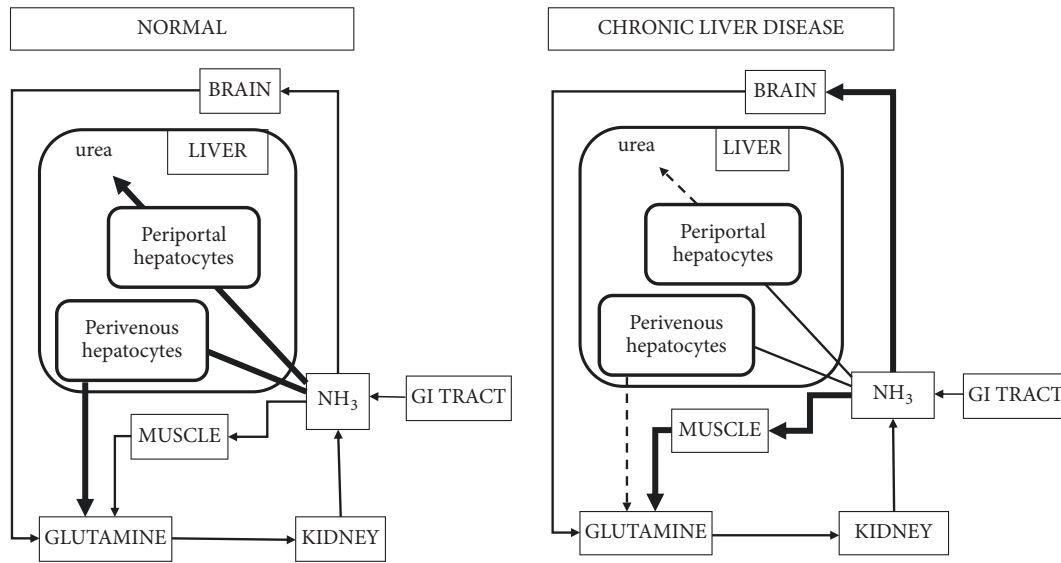 NORMAL
BRAIN
urea
LIVER
Periportal
hepatocytes
Perivenous
hepatocytes
NH₃
GI TRACT
MUSCLE
GLUTAMINE
KIDNEY
CHRONIC LIVER DISEASE
BRAIN
urea
LIVER
Periportal
hepatocytes
Perivenous
hepatocytes
NH₃
GI TRACT
MUSCLE
GLUTAMINE
KIDNEY